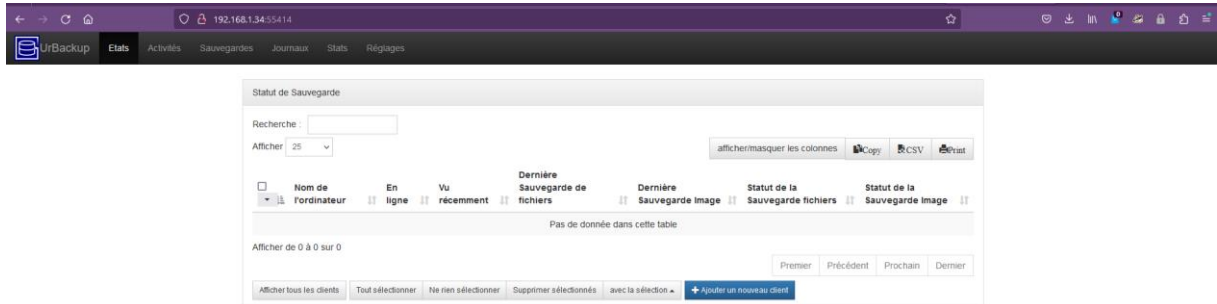 192.168.1.34:55414
UrBackup Etats Activités Sauvegardes Journaux Stats Réglages
Statut de Sauvegarde
Recherche :
Afficher 25
afficher/masquer les colonnes Copy CSV Print
Nom de l'ordinateur En ligne Vu récemment Dernière Sauvegarde de fichiers Dernière Sauvegarde Image Statut de la Sauvegarde fichiers Statut de la Sauvegarde Image
Pas de donnée dans cette table
Afficher de 0 à 0 sur 0
Premier Précédent Prochain Dernier
Afficher tous les clients Tout sélectionner Ne rien sélectionner Supprimer sélectionnés avec la sélection Ajouter un nouveau client